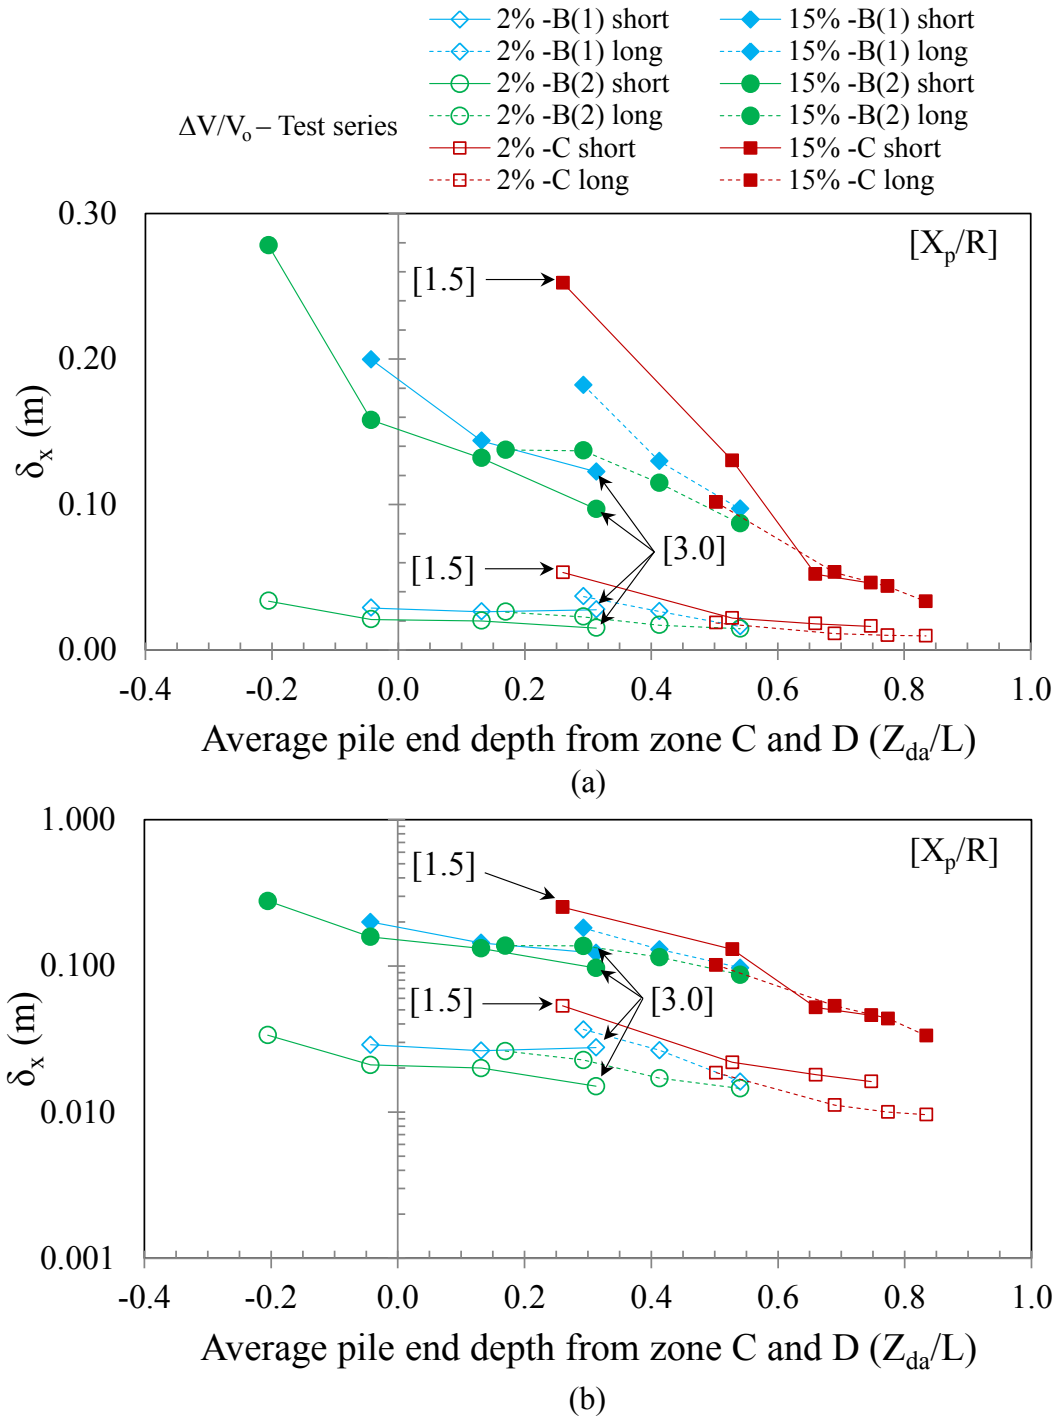 2% -B(1) short 15% -B(1) short
2% -B(1) long 15% -B(1) long
2% -B(2) short 15% -B(2) short
2% -B(2) long 15% -B(2) long
ΔV/Vₒ – Test series
2% -C short 15% -C short
2% -C long 15% -C long
0.30
[Xₚ/R]
[1.5]
0.20
δₓ (m)
0.10
[3.0]
[1.5]
0.00
-0.4 -0.2 0.0 0.2 0.4 0.6 0.8 1.0
Average pile end depth from zone C and D (Z_da/L)
(a)
1.000
[Xₚ/R]
[1.5]
0.100
[1.5] [3.0]
δₓ (m)
0.010
0.001
-0.4 -0.2 0.0 0.2 0.4 0.6 0.8 1.0
Average pile end depth from zone C and D (Z_da/L)
(b)